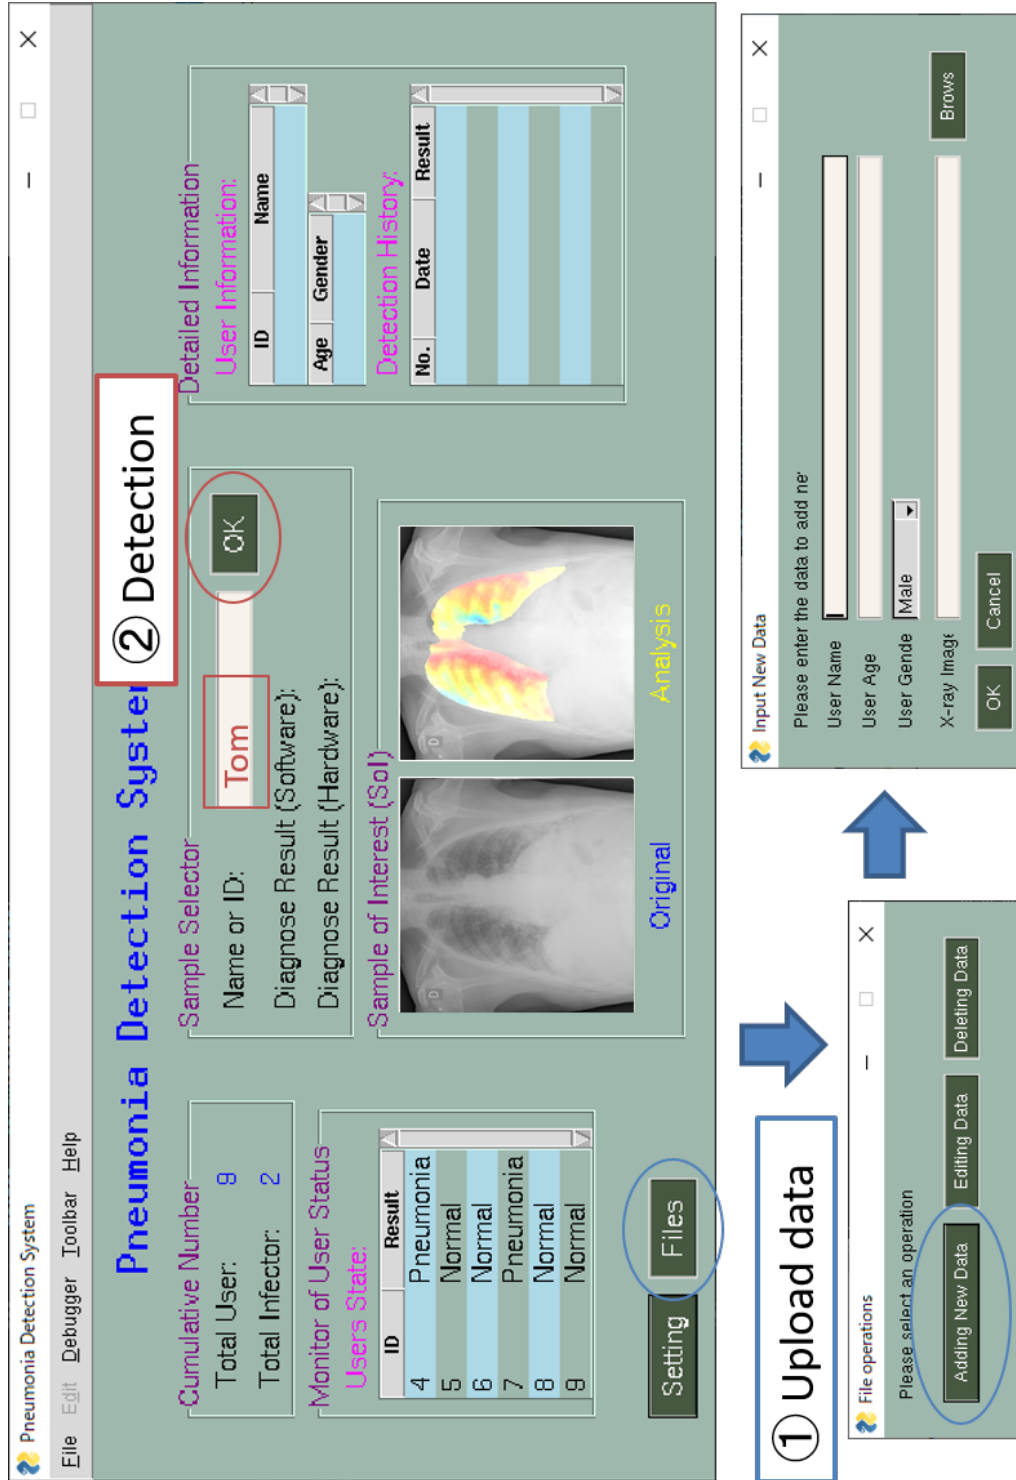 Pneumonia Detection System
File Edit Debugger Toolbar Help
Pneumonia Detection System
② Detection
Cumulative Number
Total User: 9
Total Infector: 2
Monitor of User Status
Users State:
ID Result
4 Pneumonia
5 Normal
6 Normal
7 Pneumonia
8 Normal
9 Normal
Setting Files
Sample Selector
Name or ID: Tom OK
Diagnose Result (Software):
Diagnose Result (Hardware):
Sample of Interest (SoI)
D
D
Original Analysis
Detailed Information
User Information:
ID Name
Age Gender
Detection History:
No. Date Result
① Upload data
File operations
Please select an operation
Adding New Data Editing Data Deleting Data
Input New Data
Please enter the data to add ne
User Name
User Age
User Gende Male
X-ray Image Brows
OK Cancel